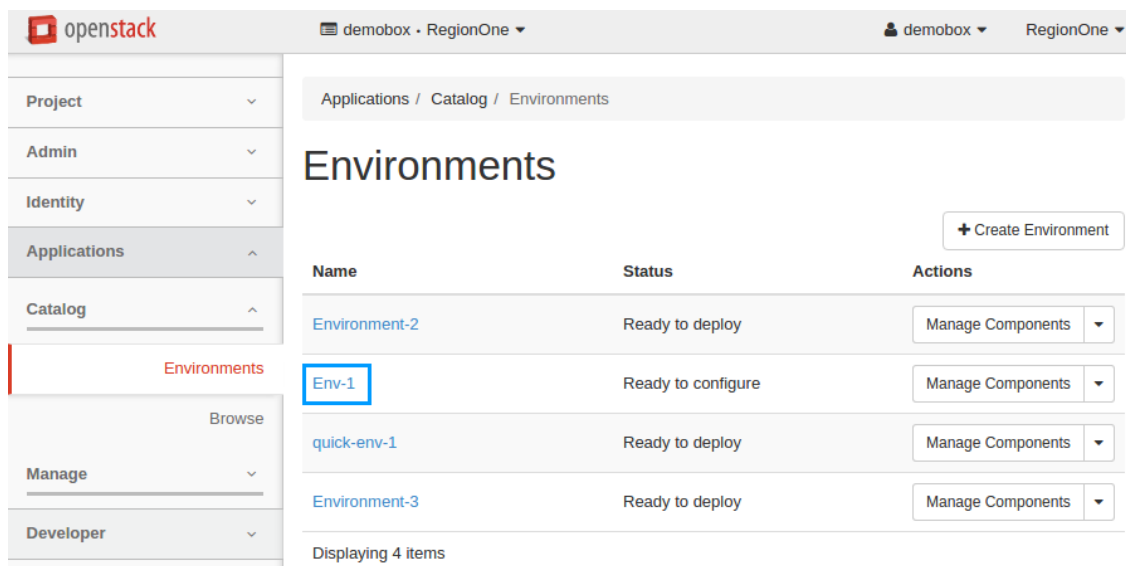 openstack
demobox • RegionOne
demobox
RegionOne
Project
Admin
Identity
Applications
Catalog
Environments
Browse
Manage
Developer
Applications / Catalog / Environments
Environments
Create Environment
Name Status Actions
Environment-2 Ready to deploy Manage Components
Env-1 Ready to configure Manage Components
quick-env-1 Ready to deploy Manage Components
Environment-3 Ready to deploy Manage Components
Displaying 4 items